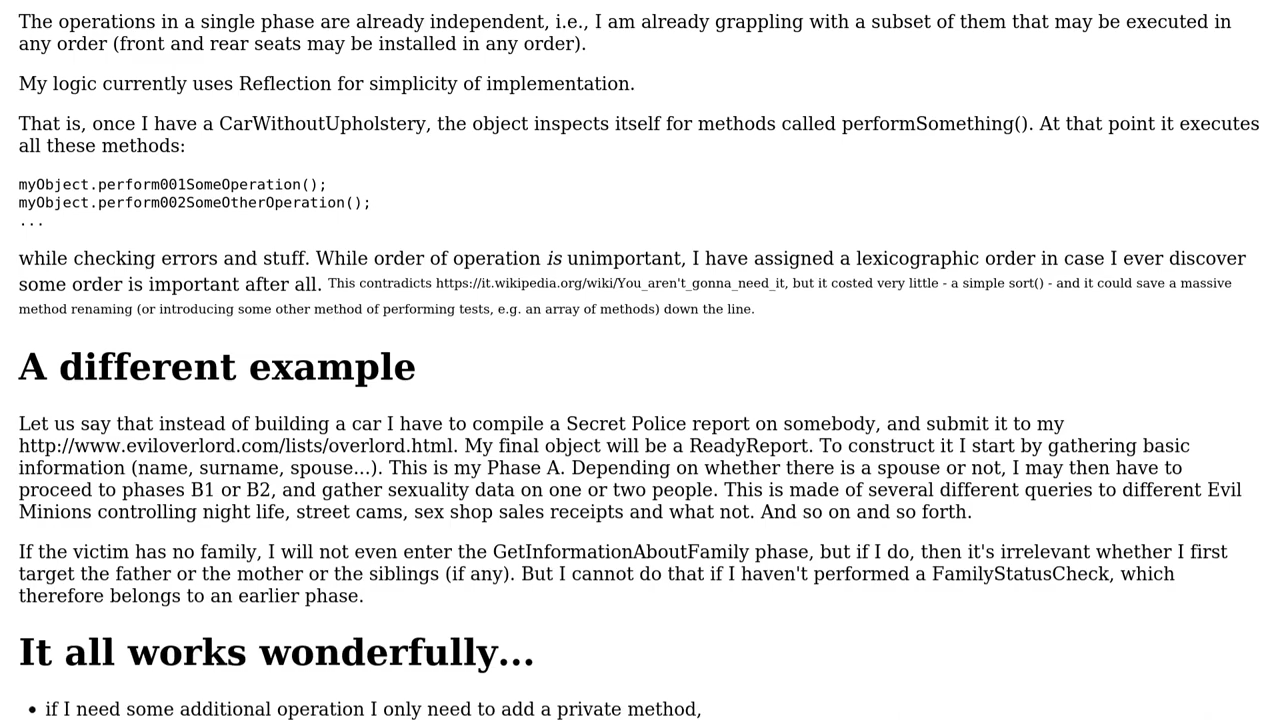 The operations in a single phase are already independent, i.e., I am already grappling with a subset of them that may be executed in
any order (front and rear seats may be installed in any order).
My logic currently uses Reflection for simplicity of implementation.
That is, once I have a CarWithoutUpholstery, the object inspects itself for methods called performSomething(). At that point it executes
all these methods:
myObject.perform001SomeOperation();
myObject.perform002SomeOtherOperation();
...
while checking errors and stuff. While order of operation is unimportant, I have assigned a lexicographic order in case I ever discover
some order is important after all. This contradicts https://it.wikipedia.org/wiki/You_aren't_gonna_need_it, but it costed very little - a simple sort() - and it could save a massive
method renaming (or introducing some other method of performing tests, e.g. an array of methods) down the line.
A different example
Let us say that instead of building a car I have to compile a Secret Police report on somebody, and submit it to my
http://www.eviloverlord.com/lists/overlord.html. My final object will be a ReadyReport. To construct it I start by gathering basic
information (name, surname, spouse...). This is my Phase A. Depending on whether there is a spouse or not, I may then have to
proceed to phases B1 or B2, and gather sexuality data on one or two people. This is made of several different queries to different Evil
Minions controlling night life, street cams, sex shop sales receipts and what not. And so on and so forth.
If the victim has no family, I will not even enter the GetInformationAboutFamily phase, but if I do, then it's irrelevant whether I first
target the father or the mother or the siblings (if any). But I cannot do that if I haven't performed a FamilyStatusCheck, which
therefore belongs to an earlier phase.
It all works wonderfully...
• if I need some additional operation I only need to add a private method,